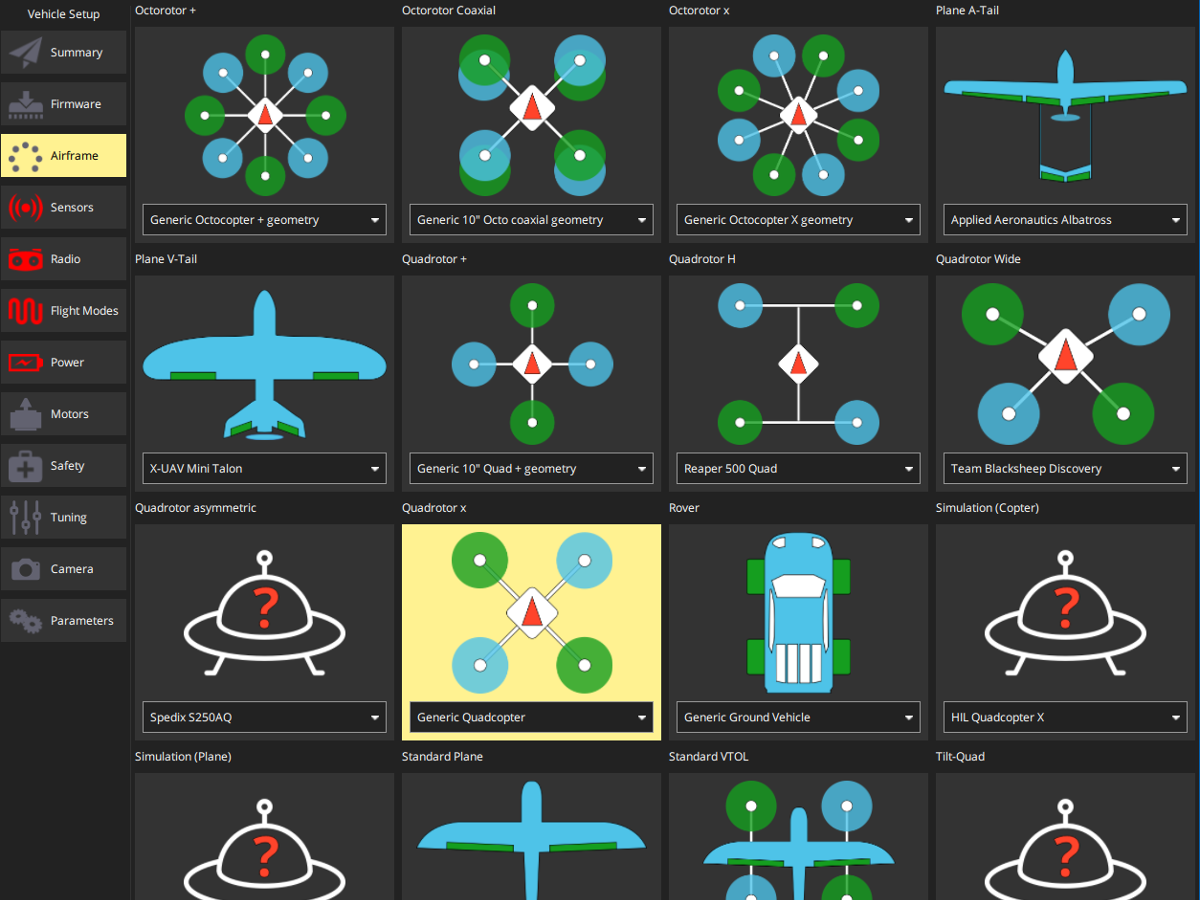 Vehicle Setup
Summary
Firmware
Airframe
Sensors
Radio
Flight Modes
Power
Motors
Safety
Tuning
Camera
Parameters
Octorotor +
Octorotor Coaxial
Octorotor x
Plane A-Tail
Generic Octocopter + geometry
Generic 10" Octo coaxial geometry
Generic Octocopter X geometry
Applied Aeronautics Albatross
Plane V-Tail
Quadrotor +
Quadrotor H
Quadrotor Wide
X-UAV Mini Talon
Generic 10" Quad + geometry
Reaper 500 Quad
Team Blacksheep Discovery
Quadrotor asymmetric
Quadrotor x
Rover
Simulation (Copter)
?
?
Spedix S250AQ
Generic Quadcopter
Generic Ground Vehicle
HIL Quadcopter X
Simulation (Plane)
Standard Plane
Standard VTOL
Tilt-Quad
?
?